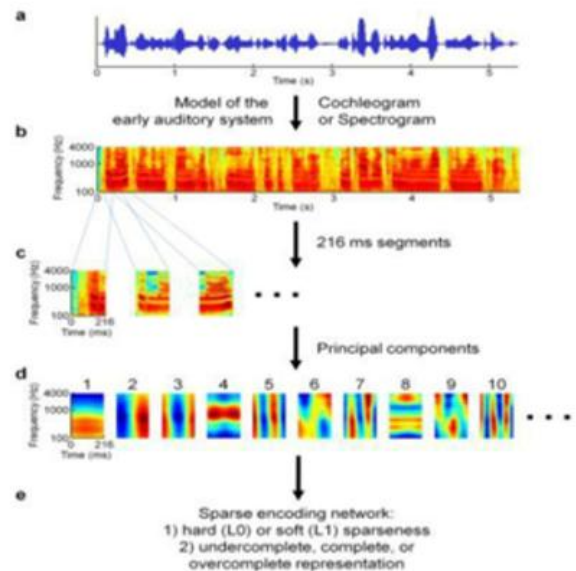 a
0 1 2 3 4 5
Time (s)
Model of the early auditory system
Cochleogram or Spectrogram
b
Frequency (Hz)
4000
1000
100
0 1 2 3 4 5
Time (s)
216 ms segments
c
Frequency (Hz)
4000
1000
100
0 216
Time (ms)
Principal components
d
1 2 3 4 5 6 7 8 9 10
Frequency (Hz)
4000
1000
100
0 216
Time (ms)
e
Sparse encoding network:
1) hard (L0) or soft (L1) sparseness
2) undercomplete, complete, or
overcomplete representation